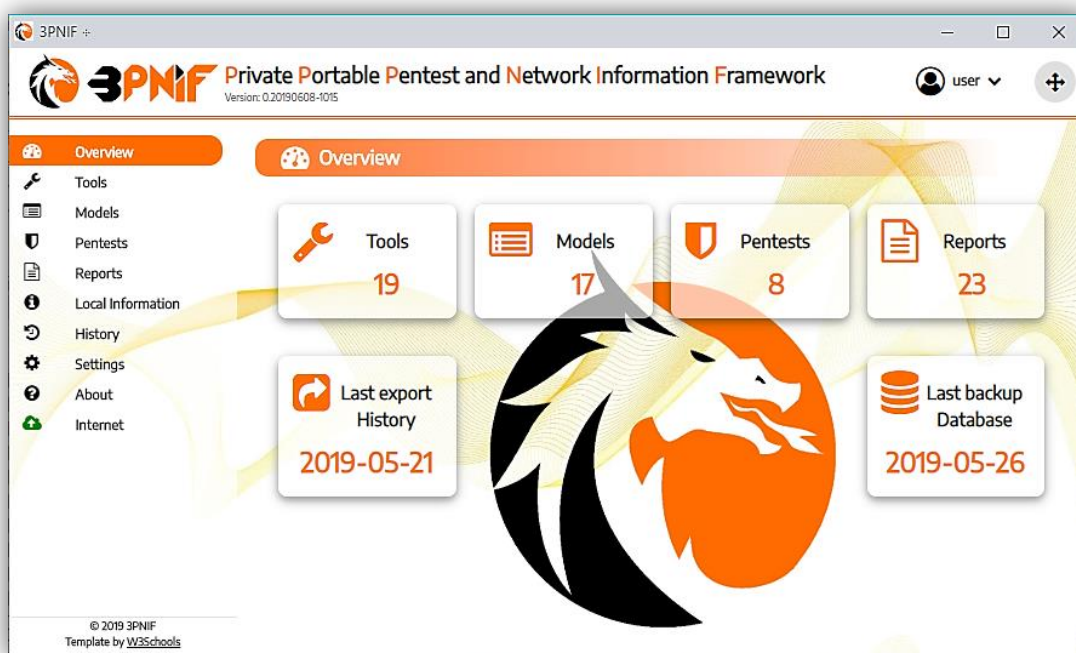 3PNIF ÷
3PNIF
Private Portable Pentest and Network Information Framework
Version: 0.20190608-1015
user
Overview
Tools
Models
Pentests
Reports
Local Information
History
Settings
About
Internet
© 2019 3PNIF
Template by W3Schools
Overview
Tools
19
Models
17
Pentests
8
Reports
23
Last export
History
2019-05-21
Last backup
Database
2019-05-26